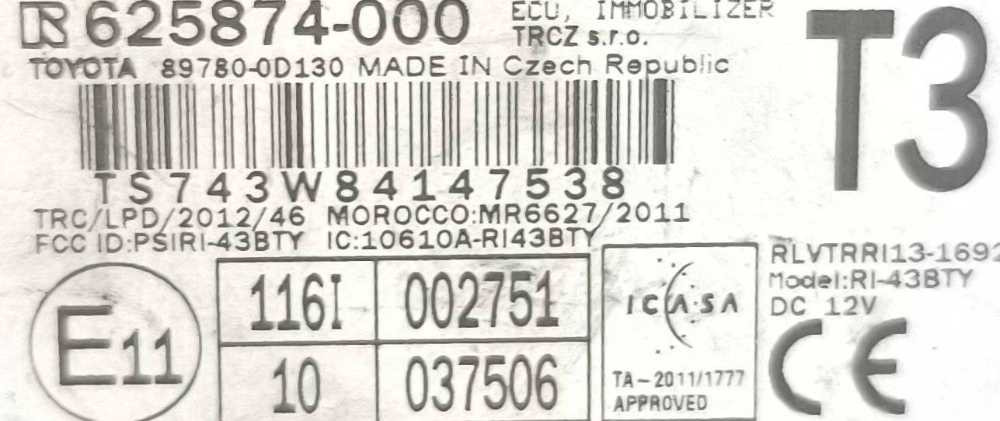 R 625874-000
ECU, IMMOBILIZER
TRCZ s.r.o.
T3
TOYOTA 89780-0D130 MADE IN Czech Republic
TS743W84147538
TRC/LPD/2012/46 MOROCCO:MR6627/2011
FCC ID:PSIRI-43BTY IC:10610A-RI43BTY
E11
116I 002751
10 037506
ICASA
TA-2011/1777
APPROVED
RLVTRRI13-1692
Model:RI-43BTY
DC 12V
CE